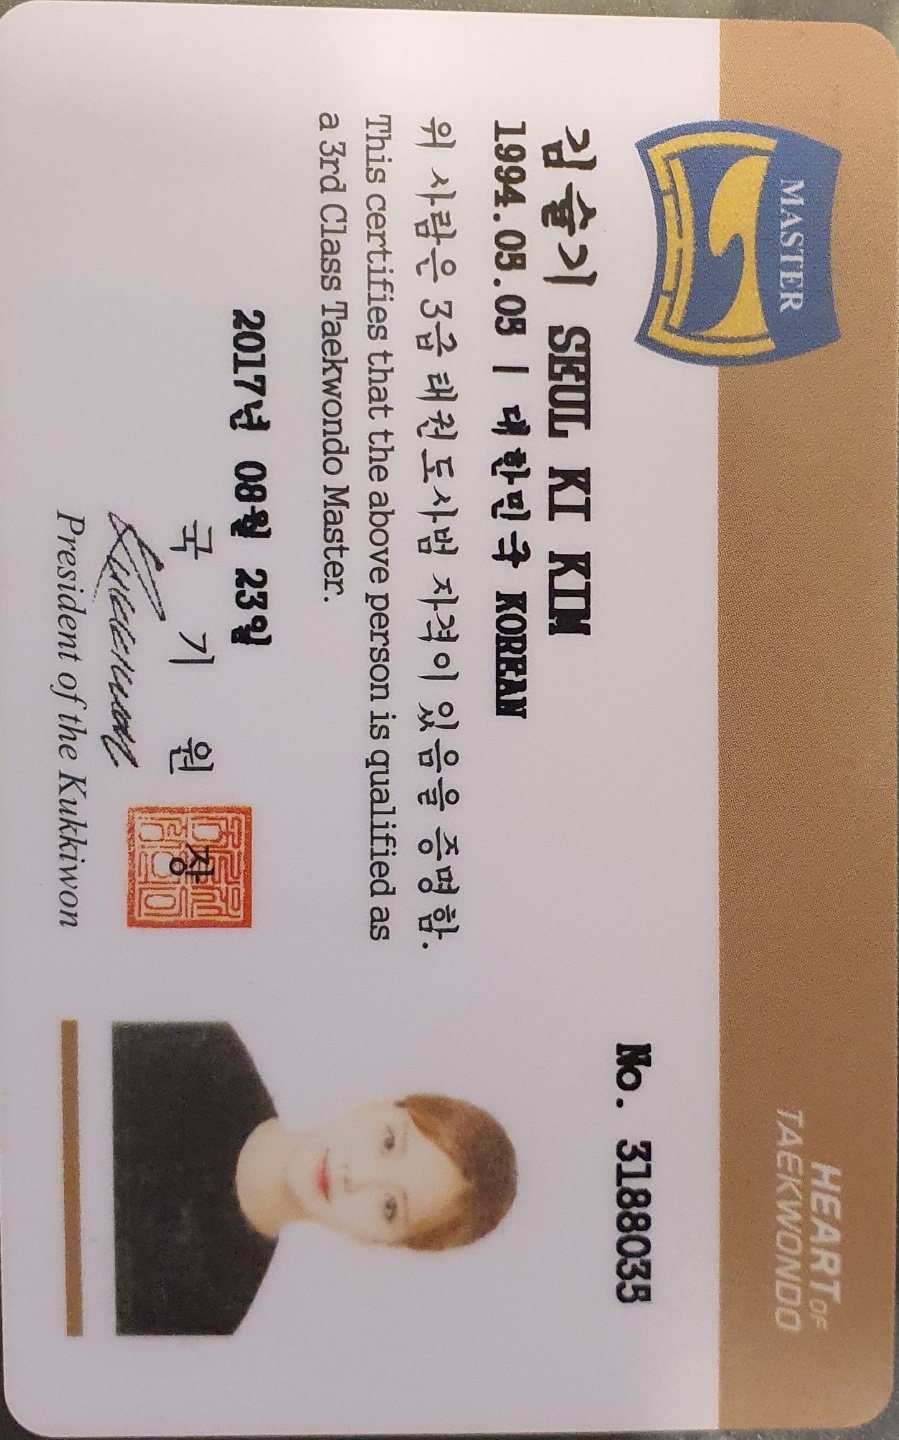 MASTER
HEART OF
TAEKWONDO
No. 3188035
김슬기 SEUL KI KIM
1994.05.05 | 대한민국 KOREAN
위 사람은 3급 태권도사범 자격이 있음을 증명함.
This certifies that the above person is qualified as
a 3rd Class Taekwondo Master.
2017년 08월 23일
국 기 원 장
President of the Kukkiwon